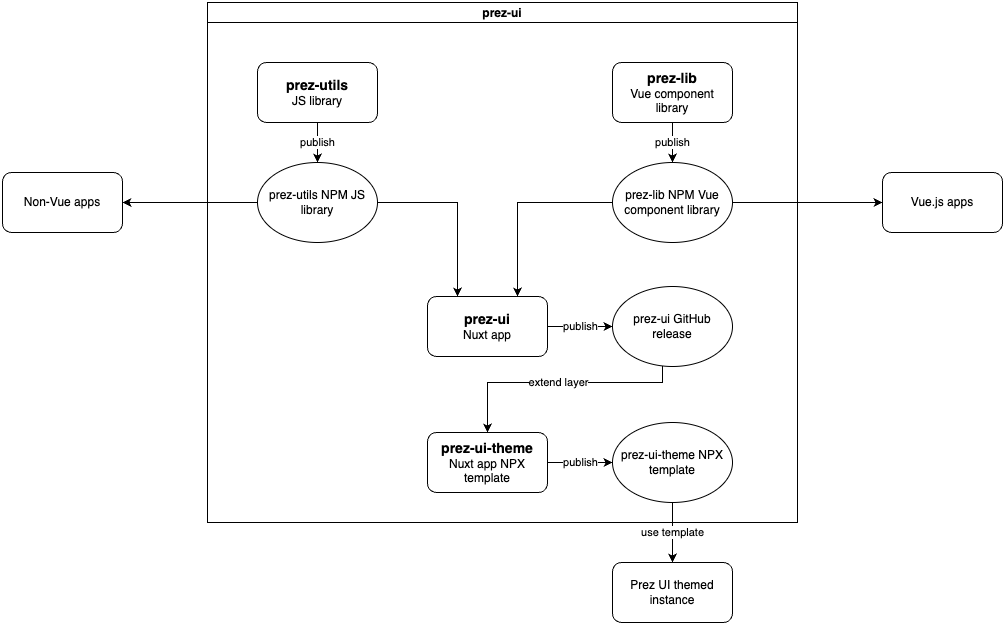 prez-ui
prez-utils
JS library
prez-lib
Vue component
library
publish
publish
Non-Vue apps
prez-utils NPM JS
library
prez-lib NPM Vue
component library
Vue.js apps
prez-ui
Nuxt app
publish
prez-ui GitHub
release
extend layer
prez-ui-theme
Nuxt app NPX
template
publish
prez-ui-theme NPX
template
use template
Prez UI themed
instance